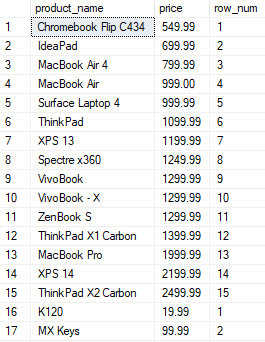 product_name price row_num
1 Chromebook Flip C434 549.99 1
2 IdeaPad 699.99 2
3 MacBook Air 4 799.99 3
4 MacBook Air 999.00 4
5 Surface Laptop 4 999.99 5
6 ThinkPad 1099.99 6
7 XPS 13 1199.99 7
8 Spectre x360 1249.99 8
9 VivoBook 1299.99 9
10 VivoBook - X 1299.99 10
11 ZenBook S 1299.99 11
12 ThinkPad X1 Carbon 1399.99 12
13 MacBook Pro 1999.99 13
14 XPS 14 2199.99 14
15 ThinkPad X2 Carbon 2499.99 15
16 K120 19.99 1
17 MX Keys 99.99 2